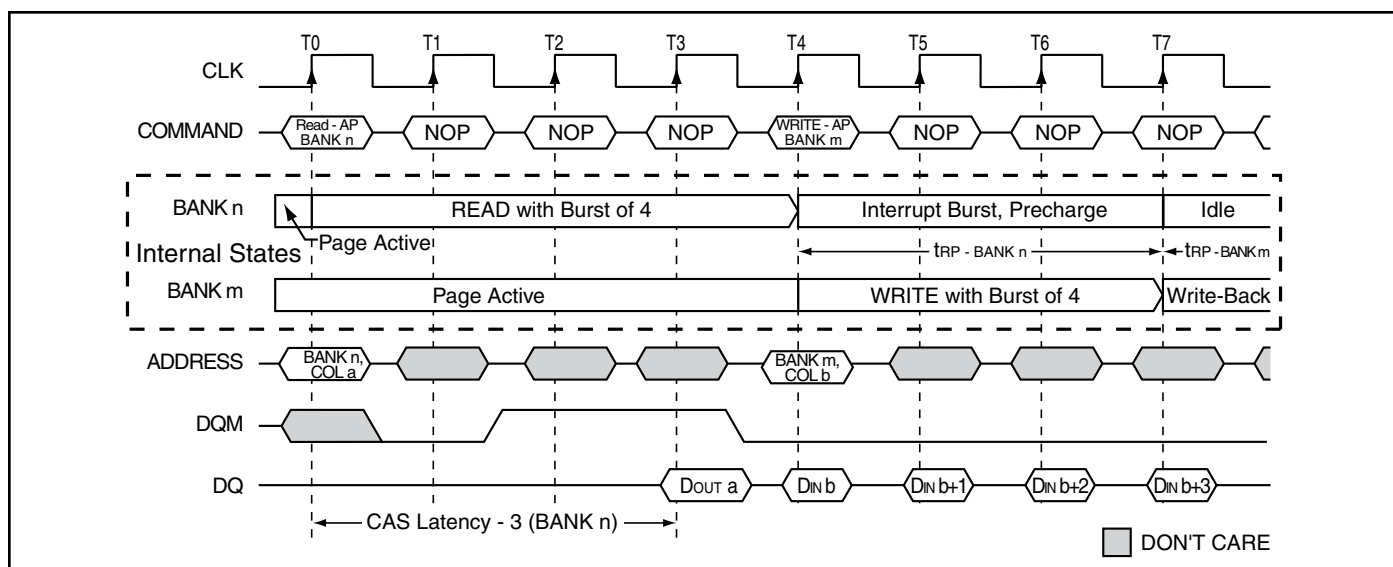 T0 T1 T2 T3 T4 T5 T6 T7
CLK
COMMAND Read - AP NOP NOP NOP WRITE - AP NOP NOP NOP
BANK n BANK m
BANK n READ with Burst of 4 Interrupt Burst, Precharge Idle
Page Active tRP - BANK n tRP - BANK m
Internal States
BANK m Page Active WRITE with Burst of 4 Write-Back
ADDRESS BANK n, BANK m,
COL a COL b
DQM
DQ DOUT a DIN b DIN b+1 DIN b+2 DIN b+3
CAS Latency - 3 (BANK n)
DON'T CARE